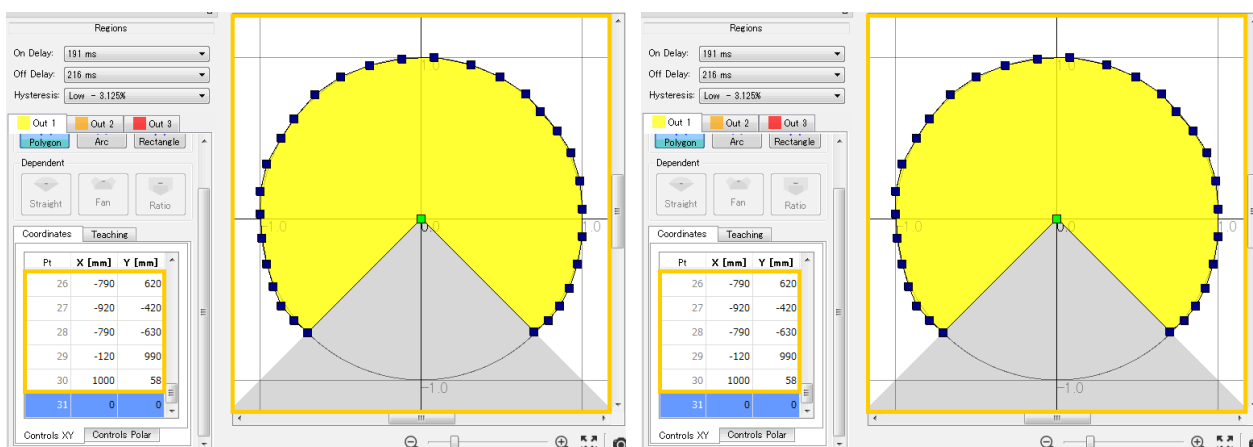 Regions
On Delay: 191 ms
Off Delay: 216 ms
Hysteresis: Low - 3.125%
Out 1 Out 2 Out 3
Polygon Arc Rectangle
Dependent
Straight Fan Ratio
Coordinates Teaching
Pt X [mm] Y [mm]
26 -790 620
27 -920 -420
28 -790 -630
29 -120 990
30 1000 58
31 0 0
Controls XY Controls Polar
1.0
-1.0 0.0 1.0
-1.0
Regions
On Delay: 191 ms
Off Delay: 216 ms
Hysteresis: Low - 3.125%
Out 1 Out 2 Out 3
Polygon Arc Rectangle
Dependent
Straight Fan Ratio
Coordinates Teaching
Pt X [mm] Y [mm]
26 -790 620
27 -920 -420
28 -790 -630
29 -120 990
30 1000 58
31 0 0
Controls XY Controls Polar
1.0
-1.0 0.0 1.0
-1.0